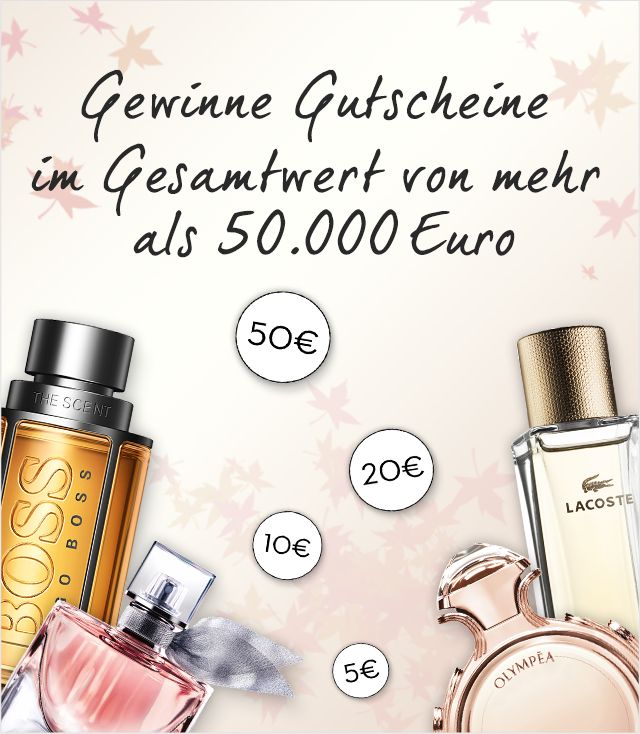 Gewinne Gutscheine
im Gesamtwert von mehr
als 50.000 Euro
50€
THE SCENT
20€
LACOSTE
BOSS
HUGO BOSS
10€
5€
OLYMPÉA